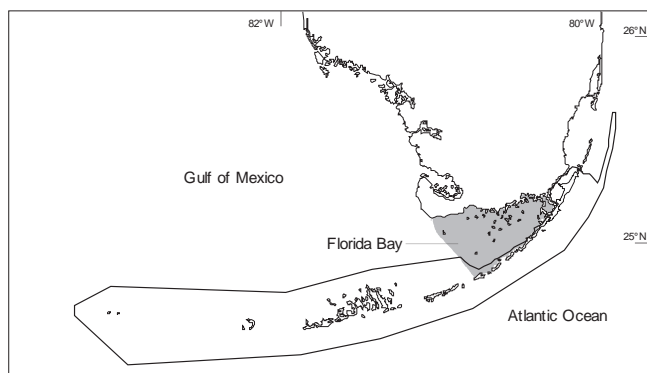 82°W
80°W
26°N
Gulf of Mexico
Florida Bay
25°N
Atlantic Ocean